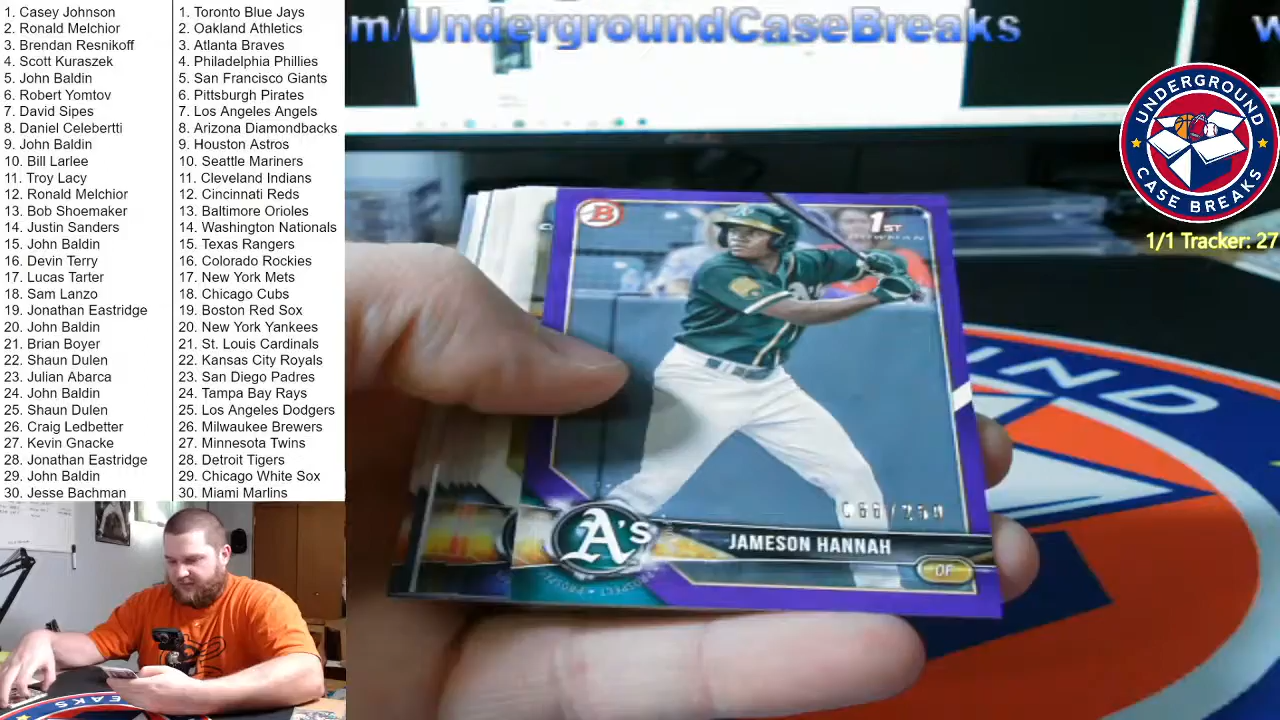 1. Casey Johnson
2. Ronald Melchior
3. Brendan Resnikoff
4. Scott Kuraszek
5. John Baldin
6. Robert Yomtov
7. David Sipes
8. Daniel Celebertti
9. John Baldin
10. Bill Larlee
11. Troy Lacy
12. Ronald Melchior
13. Bob Shoemaker
14. Justin Sanders
15. John Baldin
16. Devin Terry
17. Lucas Tarter
18. Sam Lanzo
19. Jonathan Eastridge
20. John Baldin
21. Brian Boyer
22. Shaun Dulen
23. Julian Abarca
24. John Baldin
25. Shaun Dulen
26. Craig Ledbetter
27. Kevin Gnacke
28. Jonathan Eastridge
29. John Baldin
30. Jesse Bachman
1. Toronto Blue Jays
2. Oakland Athletics
3. Atlanta Braves
4. Philadelphia Phillies
5. San Francisco Giants
6. Pittsburgh Pirates
7. Los Angeles Angels
8. Arizona Diamondbacks
9. Houston Astros
10. Seattle Mariners
11. Cleveland Indians
12. Cincinnati Reds
13. Baltimore Orioles
14. Washington Nationals
15. Texas Rangers
16. Colorado Rockies
17. New York Mets
18. Chicago Cubs
19. Boston Red Sox
20. New York Yankees
21. St. Louis Cardinals
22. Kansas City Royals
23. San Diego Padres
24. Tampa Bay Rays
25. Los Angeles Dodgers
26. Milwaukee Brewers
27. Minnesota Twins
28. Detroit Tigers
29. Chicago White Sox
30. Miami Marlins
m/UndergroundCaseBreaks
w
UNDERGROUND
CASE BREAKS
1/1 Tracker: 27
B
1ST
BOWMAN
A's
JAMESON HANNAH
OF
IND